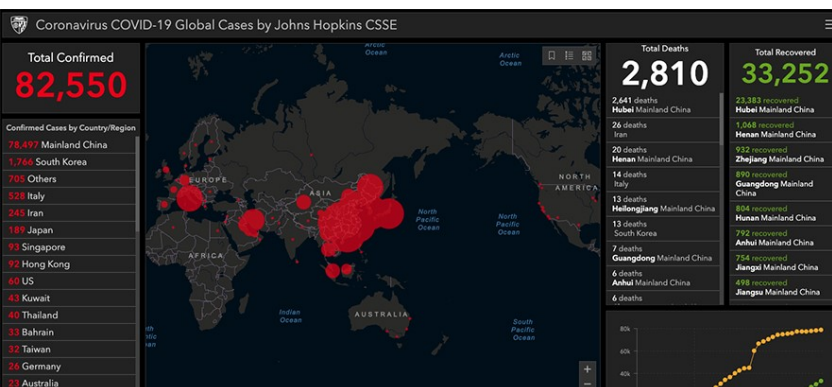 Coronavirus COVID-19 Global Cases by Johns Hopkins CSSE
Total Confirmed
82,550
Confirmed Cases by Country/Region
78,497 Mainland China
1,766 South Korea
705 Others
528 Italy
245 Iran
189 Japan
93 Singapore
92 Hong Kong
60 US
43 Kuwait
40 Thailand
33 Bahrain
32 Taiwan
26 Germany
23 Australia
Arctic
Ocean
Arctic
Ocean
EUROPE
ASIA
NORTH
AMERICA
North
Pacific
Ocean
North
Pacific
Ocean
AFRICA
Indian
Ocean
AUSTRALIA
South
Pacific
Ocean
+
−
Total Deaths
2,810
2,641 deaths
Hubei Mainland China
26 deaths
Iran
20 deaths
Henan Mainland China
14 deaths
Italy
13 deaths
Heilongjiang Mainland China
13 deaths
South Korea
7 deaths
Guangdong Mainland China
6 deaths
Anhui Mainland China
6 deaths
Total Recovered
33,252
23,383 recovered
Hubei Mainland China
1,068 recovered
Henan Mainland China
932 recovered
Zhejiang Mainland China
890 recovered
Guangdong Mainland
China
804 recovered
Hunan Mainland China
792 recovered
Anhui Mainland China
754 recovered
Jiangxi Mainland China
498 recovered
Jiangsu Mainland China
80k
60k
40k